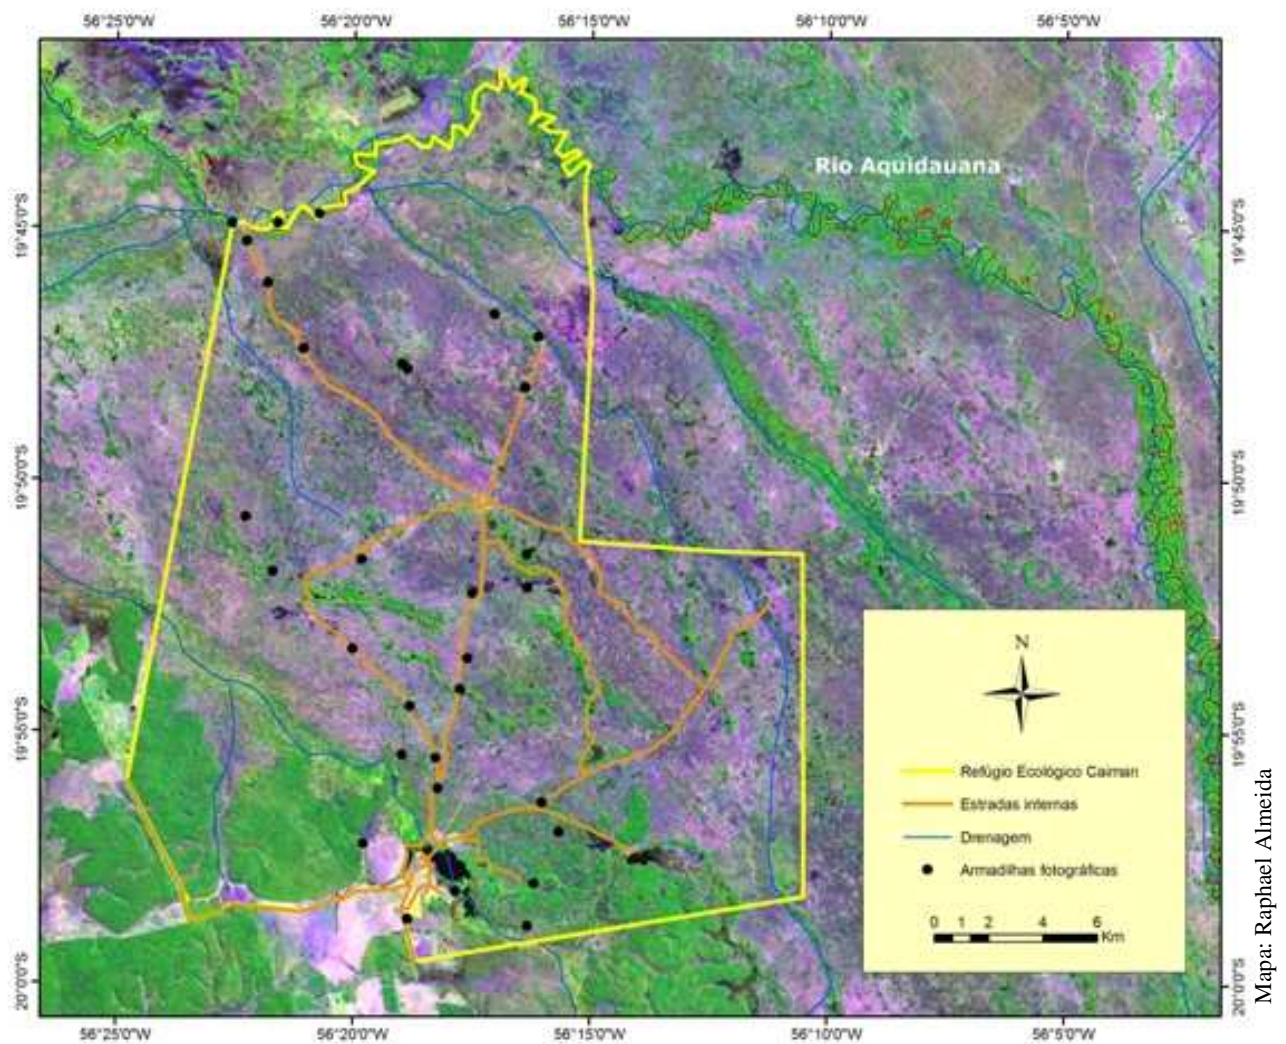 56°25'0"W 56°20'0"W 56°15'0"W 56°10'0"W 56°5'0"W
Rio Aquidauana
19°45'0"S 19°45'0"S
19°50'0"S 19°50'0"S
N
19°55'0"S 19°55'0"S
Refúgio Ecológico Caiman
Estradas internas
Drenagem
Armadilhas fotográficas
0 1 2 4 6
Km
20°0'0"S 20°0'0"S
56°25'0"W 56°20'0"W 56°15'0"W 56°10'0"W 56°5'0"W
Mapa: Raphael Almeida